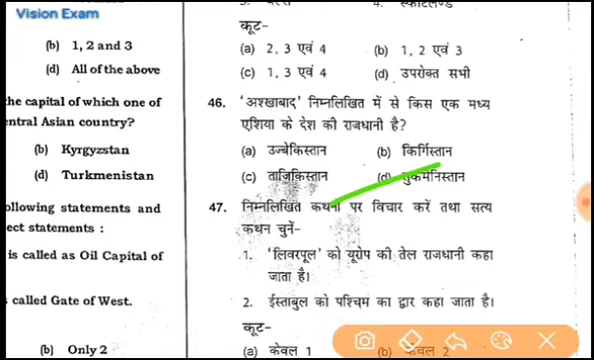 Vision Exam
(b) 1, 2 and 3
(d) All of the above
the capital of which one of
entral Asian country?
(b) Kyrgyzstan
(d) Turkmenistan
ollowing statements and
ect statements :
is called as Oil Capital of
called Gate of West.
(b) Only 2
कूट-
(a) 2, 3 एवं 4 (b) 1, 2 एवं 3
(c) 1, 3 एवं 4 (d) उपरोक्त सभी
46. 'अश्खाबाद' निम्नलिखित में से किस एक मध्य
एशिया के देश की राजधानी है?
(a) उज्बेकिस्तान (b) किर्गिस्तान
(c) ताजिकिस्तान (d) तुर्कमेनिस्तान
47. निम्नलिखित कथनों पर विचार करें तथा सत्य
कथन चुनें-
1. 'लिवरपूल' को यूरोप की तेल राजधानी कहा
जाता है।
2. ईस्ताबुल को पश्चिम का द्वार कहा जाता है।
कूट-
(a) केवल 1 (b) केवल 2